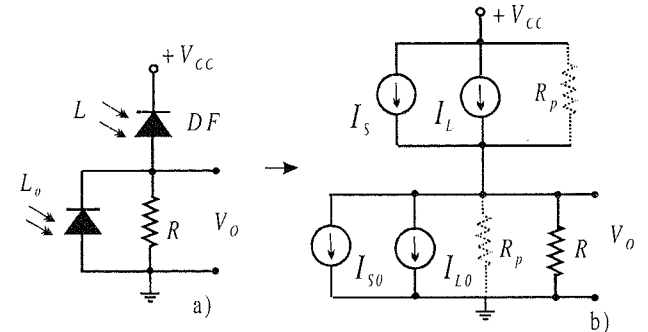 + V_CC
L
DF
L_o
R
V_O
a)
+ V_CC
I_S
I_L
R_p
I_S0
I_L0
R_p
R
V_O
b)